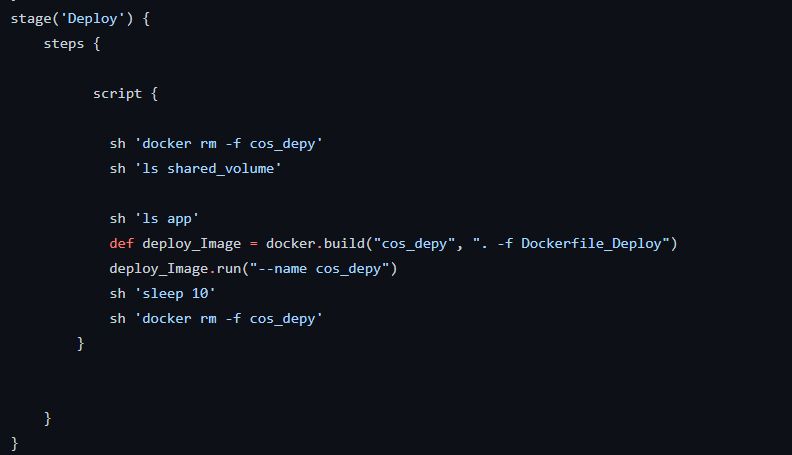 stage('Deploy') {
steps {
script {
sh 'docker rm -f cos_depy'
sh 'ls shared_volume'
sh 'ls app'
def deploy_Image = docker.build("cos_depy", ". -f Dockerfile_Deploy")
deploy_Image.run("--name cos_depy")
sh 'sleep 10'
sh 'docker rm -f cos_depy'
}
}
}